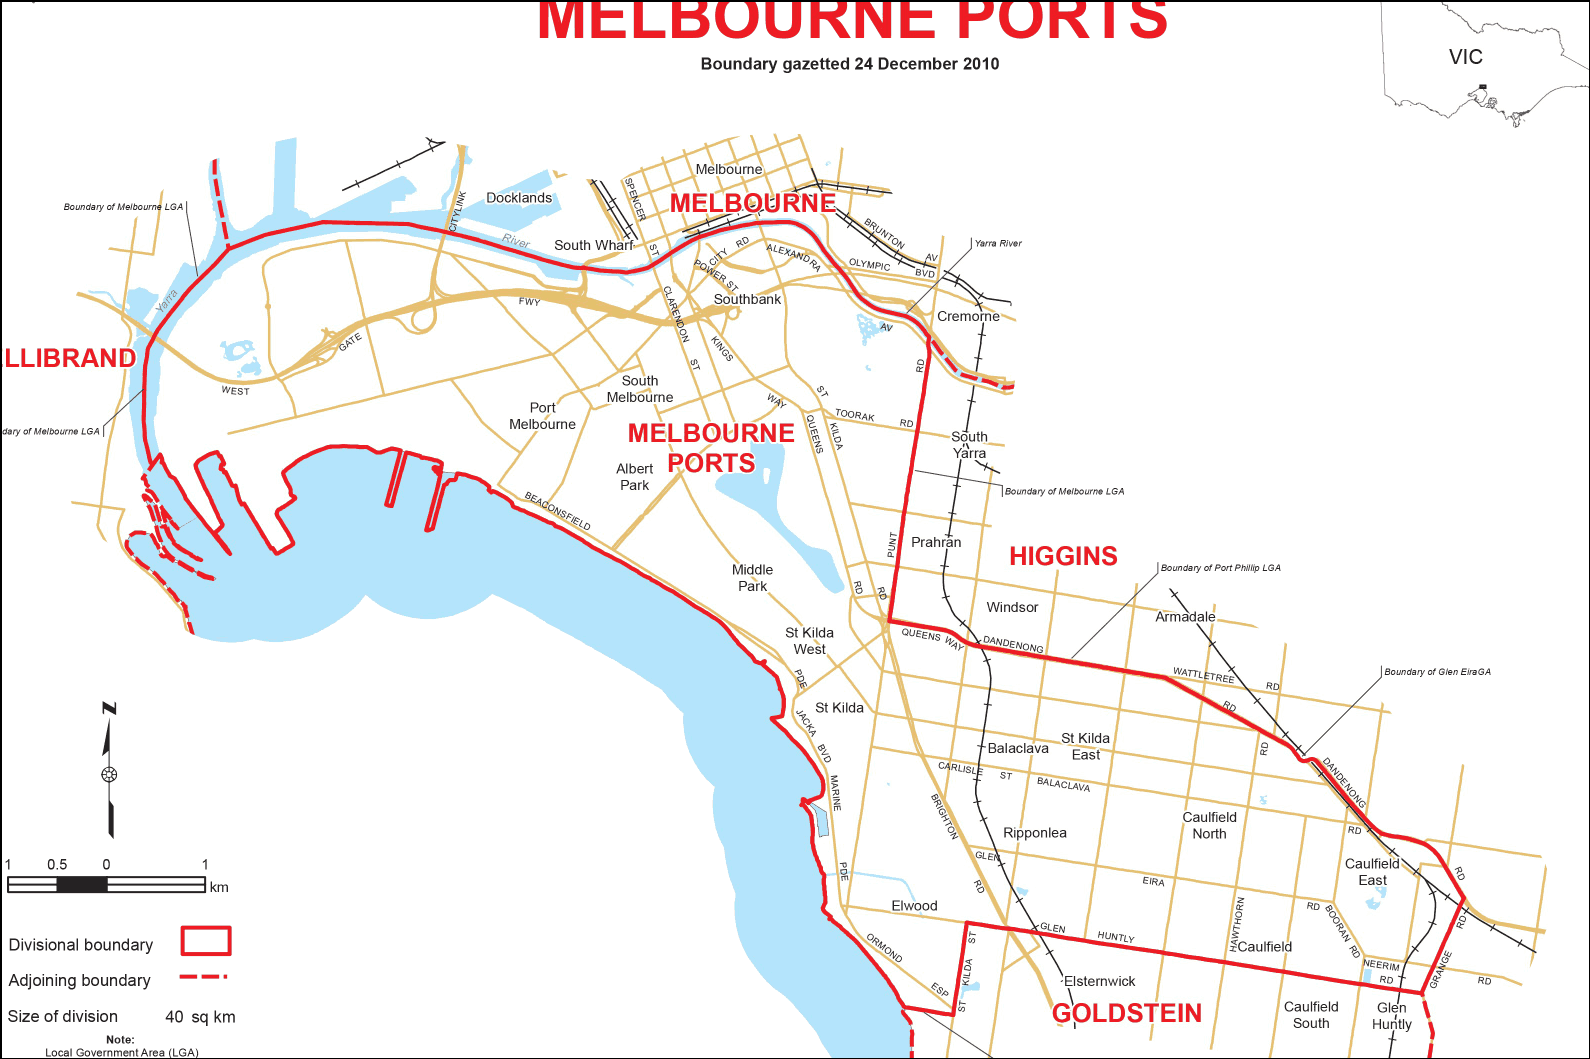 MELBOURNE PORTS
Boundary gazetted 24 December 2010
VIC
Melbourne
MELBOURNE
Docklands
SPENCER
ST
CITYLINK
Boundary of Melbourne LGA
South Wharf
River
Yarra
CITY
RD
POWER ST
ALEXANDRA
AV
OLYMPIC
BVD
BRUNTON
AV
Yarra River
Southbank
Cremorne
FWY
GATE
WEST
CLARENDON
ST
KINGS
WAY
LLIBRAND
dary of Melbourne LGA
South
Melbourne
Port
Melbourne
MELBOURNE
PORTS
Albert
Park
QUEENS
RD
ST
KILDA
RD
TOORAK
RD
RD
PUNT
South
Yarra
Boundary of Melbourne LGA
BEACONSFIELD
PDE
Prahran
HIGGINS
Middle
Park
Windsor
Boundary of Port Phillip LGA
Armadale
St Kilda
West
QUEENS WAY
DANDENONG
RD
WATTLETREE
RD
Boundary of Glen EiraGA
St Kilda
JACKA
BVD
MARINE
PDE
Balaclava
St Kilda
East
RD
DANDENONG
RD
CARLISLE
ST
BALACLAVA
RD
BRIGHTON
RD
Ripponlea
Caulfield
North
Caulfield
East
GLEN
EIRA
RD
Elwood
HAWTHORN
BOORAN
RD
GLEN
HUNTLY
RD
Caulfield
NEERIM
RD
GRANGE
RD
ORMOND
ESP
ST KILDA ST
Elsternwick
GOLDSTEIN
Caulfield
South
Glen
Huntly
N
1 0.5 0 1
km
Divisional boundary
Adjoining boundary
Size of division 40 sq km
Note:
Local Government Area (LGA)